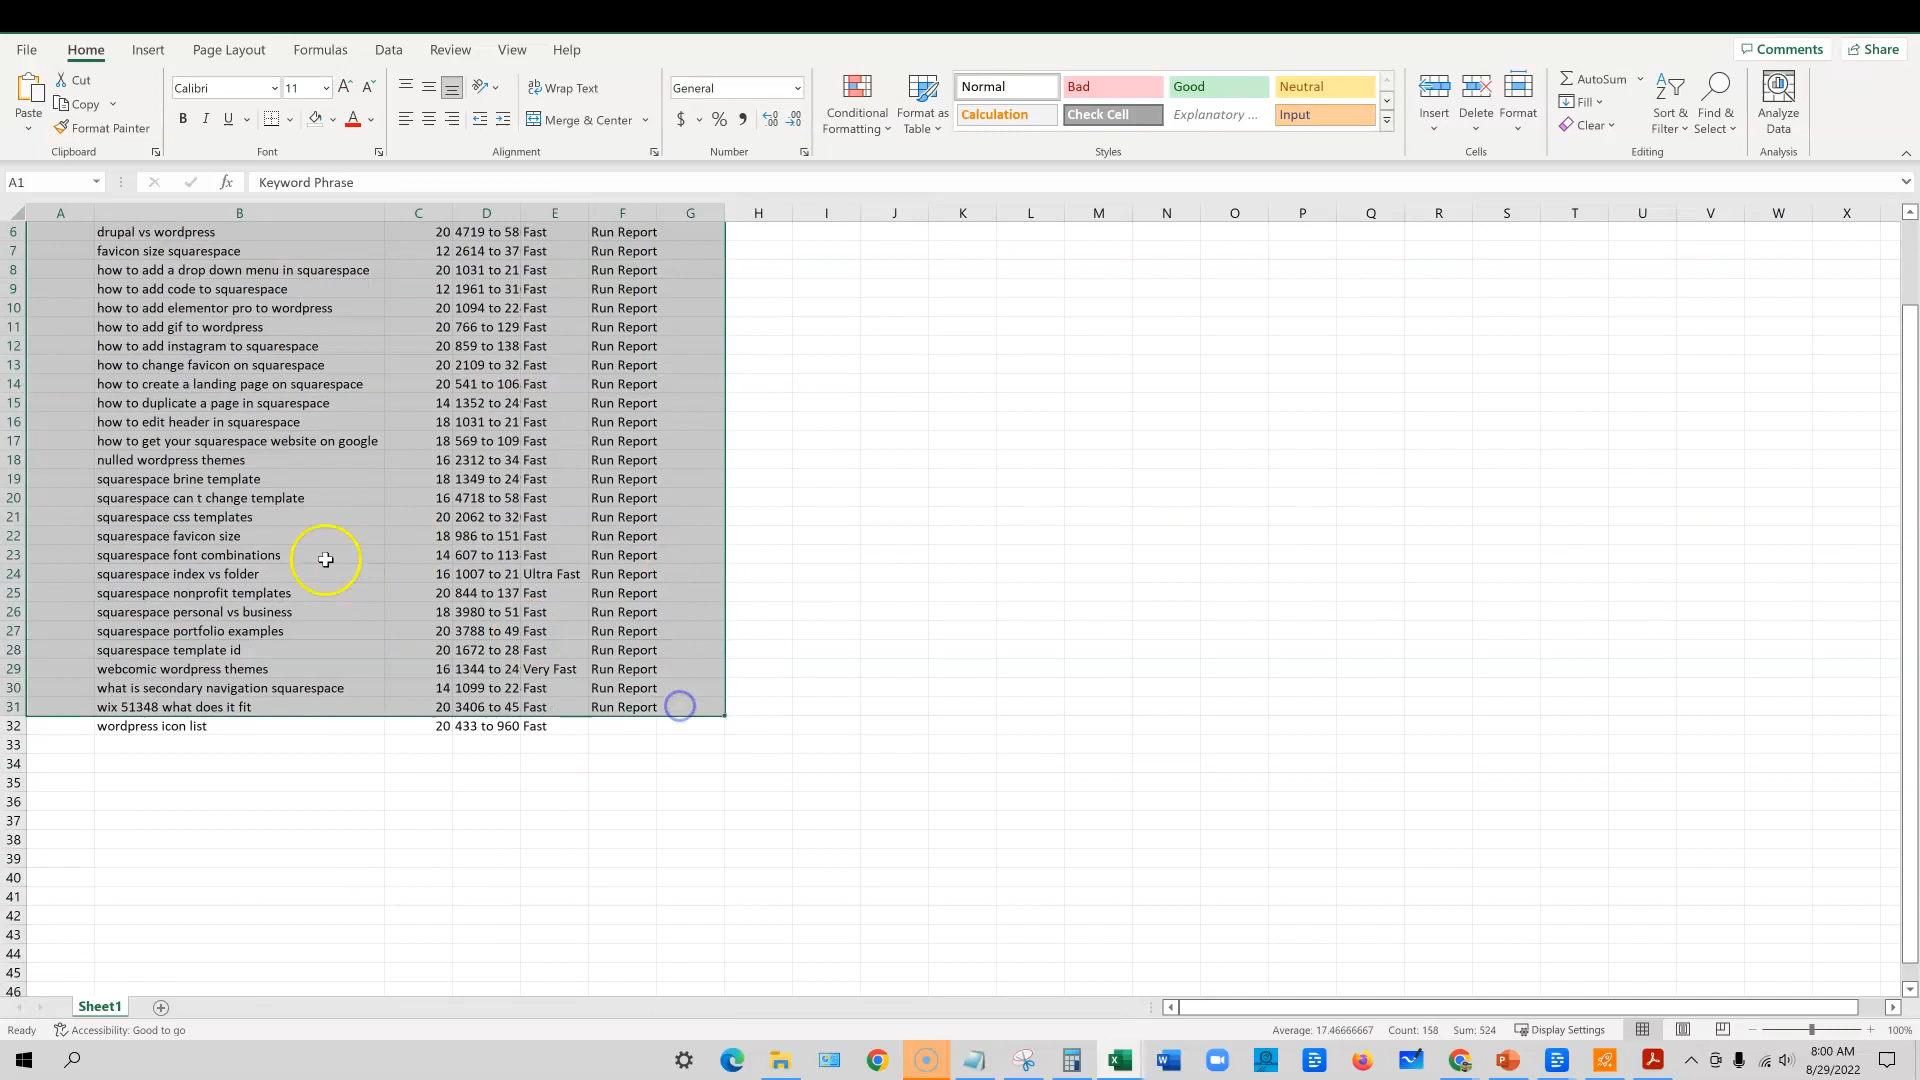 File Home Insert Page Layout Formulas Data Review View Help Comments Share
Paste Cut Copy Format Painter Clipboard
Calibri 11 B I U A Font
Wrap Text Merge & Center Alignment
General $ % Number
Conditional Formatting Format as Table
Normal Bad Good Neutral
Calculation Check Cell Explanatory ... Input
Styles
Insert Delete Format Cells
AutoSum Fill Clear Sort & Filter Find & Select Editing
Analyze Data Analysis
A1 fx Keyword Phrase
A B C D E F G H I J K L M N O P Q R S T U V W X
6 drupal vs wordpress 20 4719 to 58 Fast Run Report
7 favicon size squarespace 12 2614 to 37 Fast Run Report
8 how to add a drop down menu in squarespace 20 1031 to 21 Fast Run Report
9 how to add code to squarespace 12 1961 to 31 Fast Run Report
10 how to add elementor pro to wordpress 20 1094 to 22 Fast Run Report
11 how to add gif to wordpress 20 766 to 129 Fast Run Report
12 how to add instagram to squarespace 20 859 to 138 Fast Run Report
13 how to change favicon on squarespace 20 2109 to 32 Fast Run Report
14 how to create a landing page on squarespace 20 541 to 106 Fast Run Report
15 how to duplicate a page in squarespace 14 1352 to 24 Fast Run Report
16 how to edit header in squarespace 18 1031 to 21 Fast Run Report
17 how to get your squarespace website on google 18 569 to 109 Fast Run Report
18 nulled wordpress themes 16 2312 to 34 Fast Run Report
19 squarespace brine template 18 1349 to 24 Fast Run Report
20 squarespace can t change template 16 4718 to 58 Fast Run Report
21 squarespace css templates 20 2062 to 32 Fast Run Report
22 squarespace favicon size 18 986 to 151 Fast Run Report
23 squarespace font combinations 14 607 to 113 Fast Run Report
24 squarespace index vs folder 16 1007 to 21 Ultra Fast Run Report
25 squarespace nonprofit templates 20 844 to 137 Fast Run Report
26 squarespace personal vs business 18 3980 to 51 Fast Run Report
27 squarespace portfolio examples 20 3788 to 49 Fast Run Report
28 squarespace template id 20 1672 to 28 Fast Run Report
29 webcomic wordpress themes 16 1344 to 24 Very Fast Run Report
30 what is secondary navigation squarespace 14 1099 to 22 Fast Run Report
31 wix 51348 what does it fit 20 3406 to 45 Fast Run Report
32 wordpress icon list 20 433 to 960 Fast
33
34
35
36
37
38
39
40
41
42
43
44
45
46
Sheet1
Ready Accessibility: Good to go Average: 17.46666667 Count: 158 Sum: 524 Display Settings 100%
8:00 AM
8/29/2022